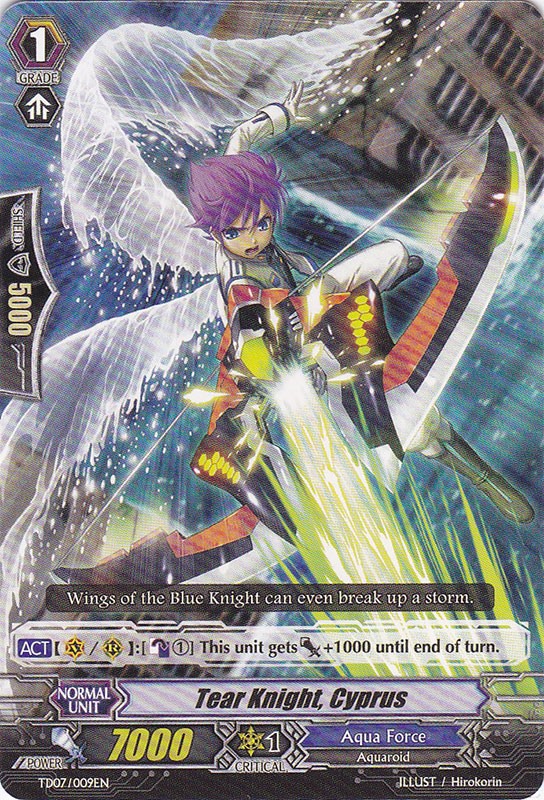 1
GRADE
SHIELD
5000
Wings of the Blue Knight can even break up a storm.
ACT [ V / R ]:[ ① ] This unit gets +1000 until end of turn.
NORMAL
UNIT
Tear Knight, Cyprus
POWER
7000
1
CRITICAL
Aqua Force
Aquaroid
TD07/009EN
ILLUST / Hirokorin